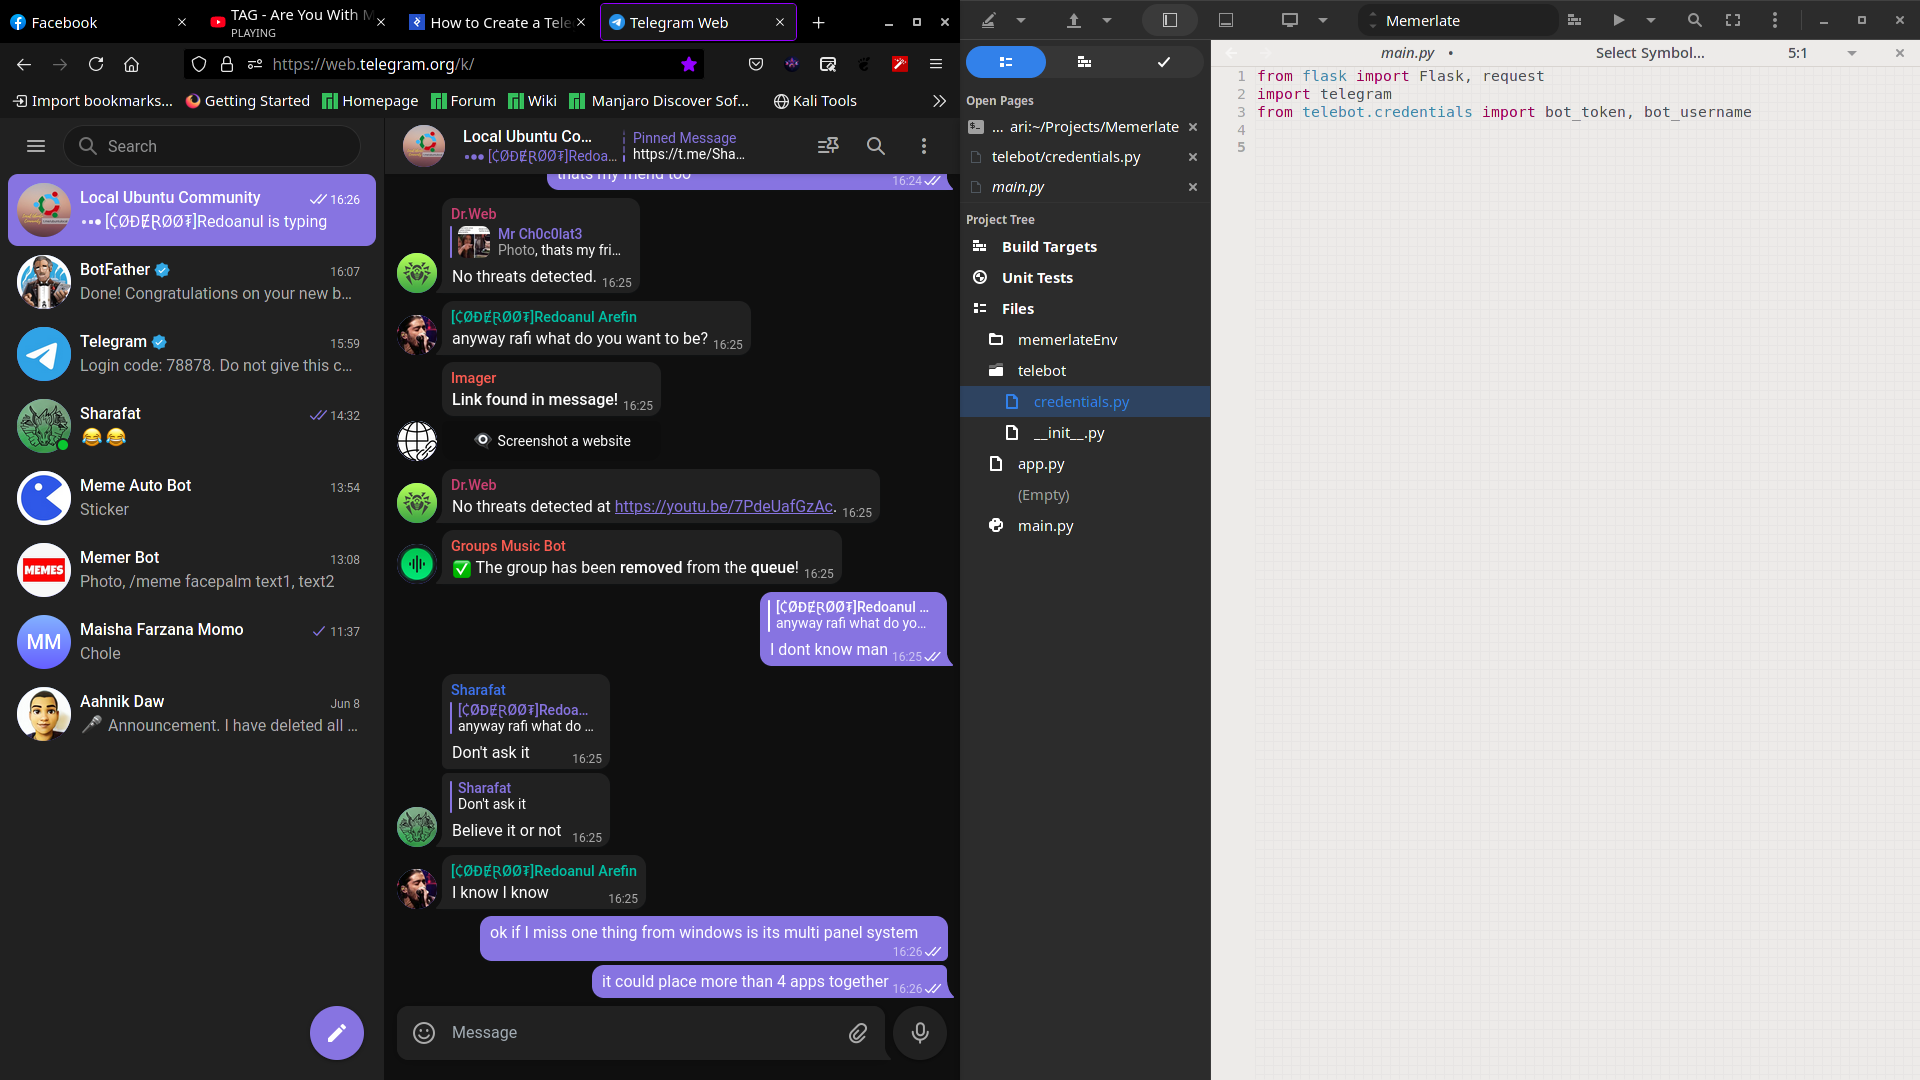 Facebook
TAG - Are You With M
PLAYING
How to Create a Tele
Telegram Web
https://web.telegram.org/k/
Import bookmarks...
Getting Started
Homepage
Forum
Wiki
Manjaro Discover Sof...
Kali Tools
Search
Local Ubuntu Community
16:26
[₵ØĐɆⱤØØ₮]Redoanul is typing
BotFather
16:07
Done! Congratulations on your new b...
Telegram
15:59
Login code: 78878. Do not give this c...
Sharafat
14:32
😂 😂
Meme Auto Bot
13:54
Sticker
Memer Bot
13:08
Photo, /meme facepalm text1, text2
MEMES
Maisha Farzana Momo
11:37
Chole
MM
Aahnik Daw
Jun 8
🎤 Announcement. I have deleted all ...
Local Ubuntu Co...
[₵ØĐɆⱤØØ₮]Redoa...
Pinned Message
https://t.me/Sha...
thats my friend too
16:24
Dr.Web
Mr Ch0c0lat3
Photo, thats my fri...
No threats detected. 16:25
[₵ØĐɆⱤØØ₮]Redoanul Arefin
anyway rafi what do you want to be? 16:25
Imager
Link found in message! 16:25
Screenshot a website
Dr.Web
No threats detected at https://youtu.be/7PdeUafGzAc. 16:25
Groups Music Bot
✅ The group has been removed from the queue! 16:25
[₵ØĐɆⱤØØ₮]Redoanul ...
anyway rafi what do yo...
I dont know man 16:25
Sharafat
[₵ØĐɆⱤØØ₮]Redoa...
anyway rafi what do ...
Don't ask it
16:25
Sharafat
Don't ask it
Believe it or not 16:25
[₵ØĐɆⱤØØ₮]Redoanul Arefin
I know I know
16:25
ok if I miss one thing from windows is its multi panel system
16:26
it could place more than 4 apps together 16:26
Message
Memerlate
Open Pages
... ari:~/Projects/Memerlate
telebot/credentials.py
main.py
Project Tree
Build Targets
Unit Tests
Files
memerlateEnv
telebot
credentials.py
__init__.py
app.py
(Empty)
main.py
main.py •
Select Symbol...
5:1
1 from flask import Flask, request
2 import telegram
3 from telebot.credentials import bot_token, bot_username
4
5